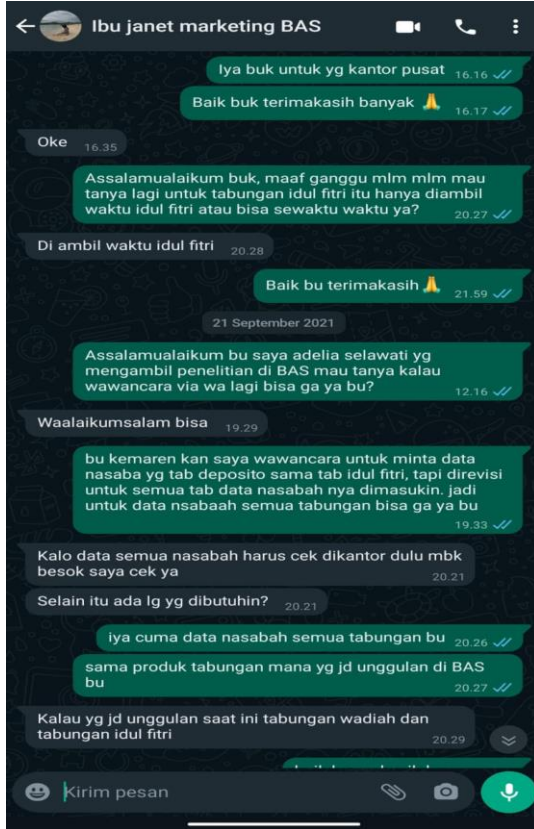 Ibu janet marketing BAS
Iya buk untuk yg kantor pusat 16.16
Baik buk terimakasih banyak 🙏 16.17
Oke 16.35
Assalamualaikum buk, maaf ganggu mlm mlm mau
tanya lagi untuk tabungan idul fitri itu hanya diambil
waktu idul fitri atau bisa sewaktu waktu ya? 20.27
Di ambil waktu idul fitri 20.28
Baik bu terimakasih 🙏 21.59
21 September 2021
Assalamualaikum bu saya adelia selawati yg
mengambil penelitian di BAS mau tanya kalau
wawancara via wa lagi bisa ga ya bu? 12.16
Waalaikumsalam bisa 19.29
bu kemaren kan saya wawancara untuk minta data
nasaba yg tab deposito sama tab idul fitri, tapi direvisi
untuk semua tab data nasabah nya dimasukin. jadi
untuk data nsabaah semua tabungan bisa ga ya bu
19.33
Kalo data semua nasabah harus cek dikantor dulu mbk
besok saya cek ya 20.21
Selain itu ada lg yg dibutuhin? 20.21
iya cuma data nasabah semua tabungan bu 20.26
sama produk tabungan mana yg jd unggulan di BAS
bu 20.27
Kalau yg jd unggulan saat ini tabungan wadiah dan
tabungan idul fitri 20.29
Kirim pesan